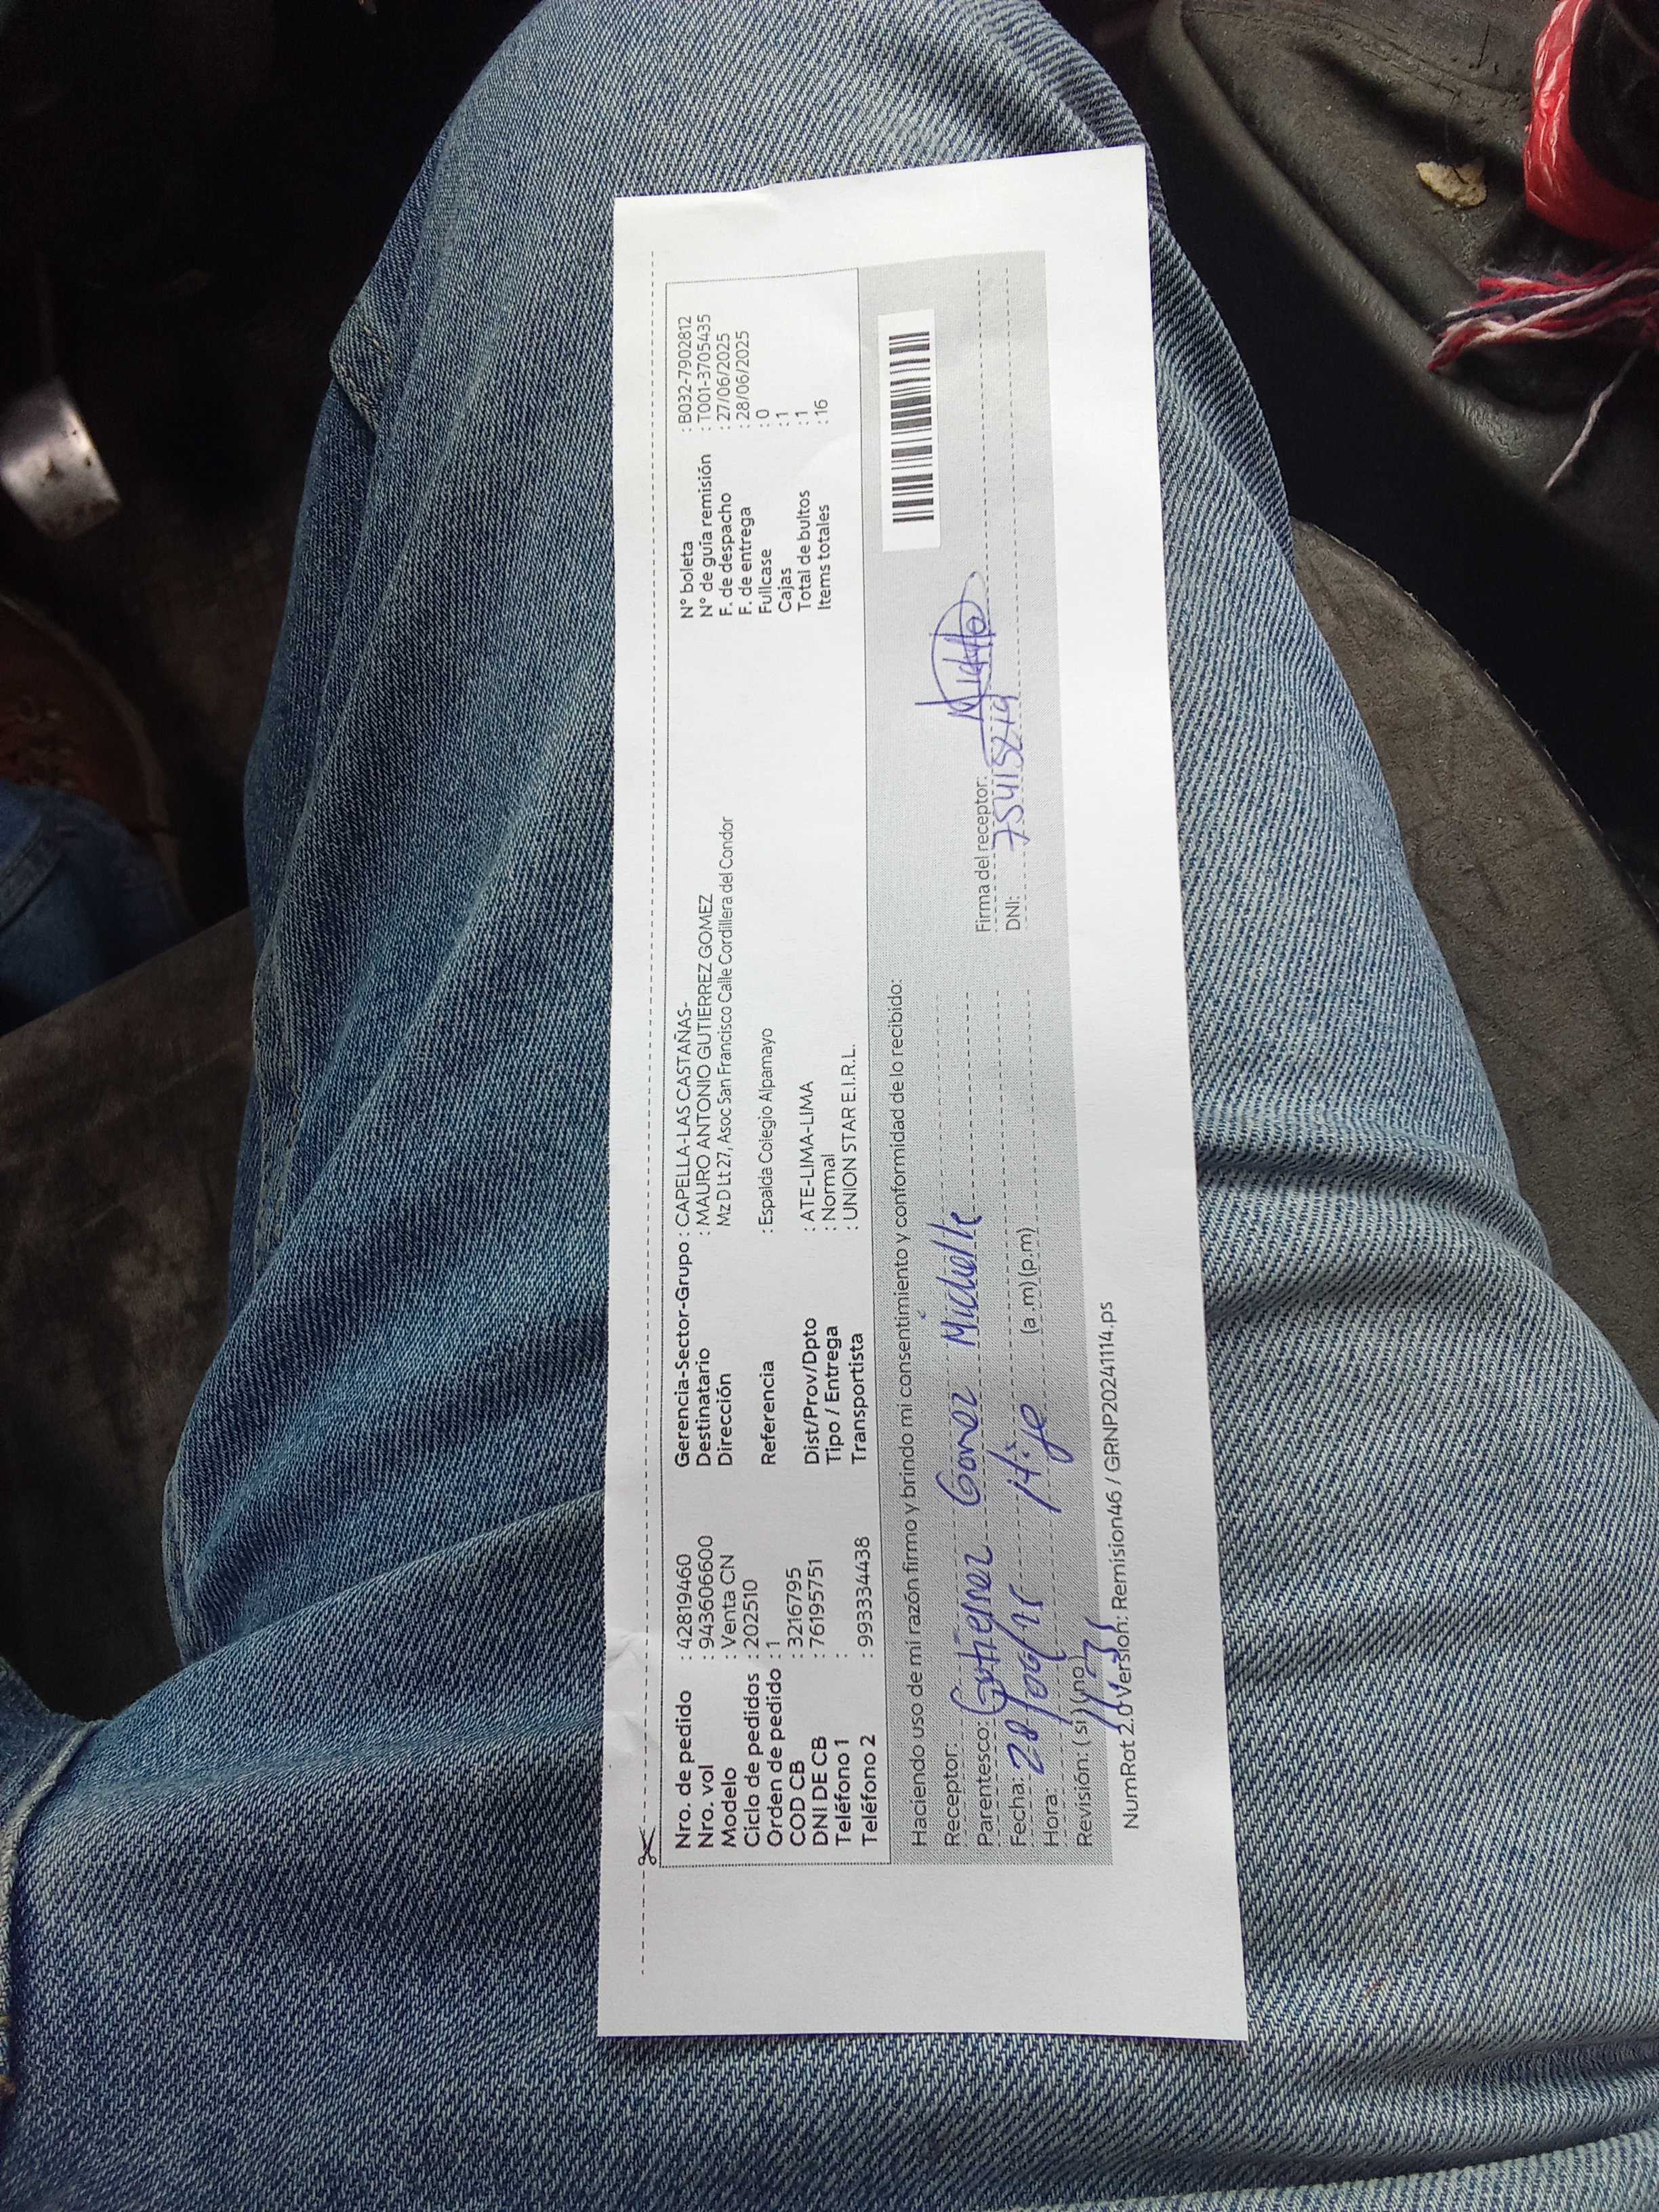 Nro. de pedido : 42819460
Nro. vol : 943606600
Modelo : Venta CN
Ciclo de pedidos : 202510
Orden de pedido : 1
COD CB : 3216795
DNI DE CB : 76195751
Teléfono 1 :
Teléfono 2 : 993334438
Gerencia-Sector-Grupo : CAPELLA-LAS CASTAÑAS-
Destinatario : MAURO ANTONIO GUTIERREZ GOMEZ
Dirección Mz D Lt 27, Asoc San Francisco Calle Cordillera del Condor
Referencia : Espalda Colegio Alpamayo
Dist/Prov/Dpto : ATE-LIMA-LIMA
Tipo / Entrega : Normal
Transportista : UNION STAR E.I.R.L.
N° boleta : B032-7902812
N° de guía remisión : T001-3705435
F. de despacho : 27/06/2025
F. de entrega : 28/06/2025
Fullcase : 0
Cajas : 1
Total de bultos : 1
Items totales : 16
Haciendo uso de mi razón firmo y brindo mi consentimiento y conformidad de lo recibido:
Receptor: Gutierrez Gomez Michelle
Parentesco: Hija
Fecha: 28
Hora: (a.m) (p.m)
Revisión: ( si ) ( no )
Firma del receptor:
DNI:
NumRot 2.0 Version: Remision46 / GRNP20241114.ps